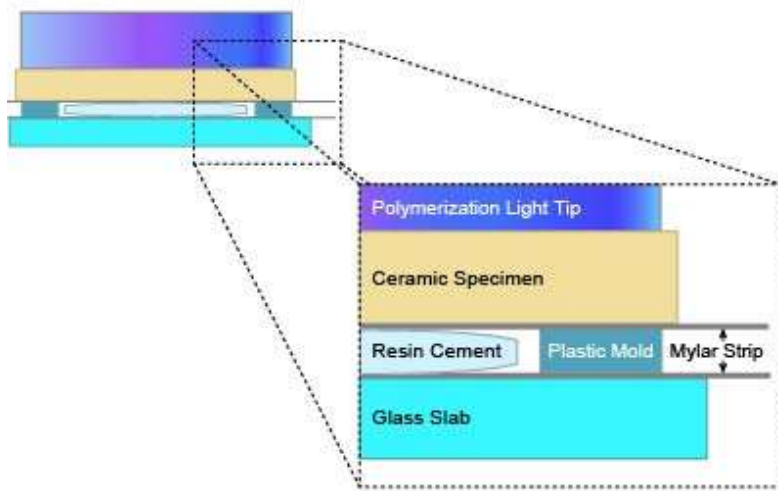 Polymerization Light Tip
Ceramic Specimen
Resin Cement Plastic Mold Mylar Strip
Glass Slab